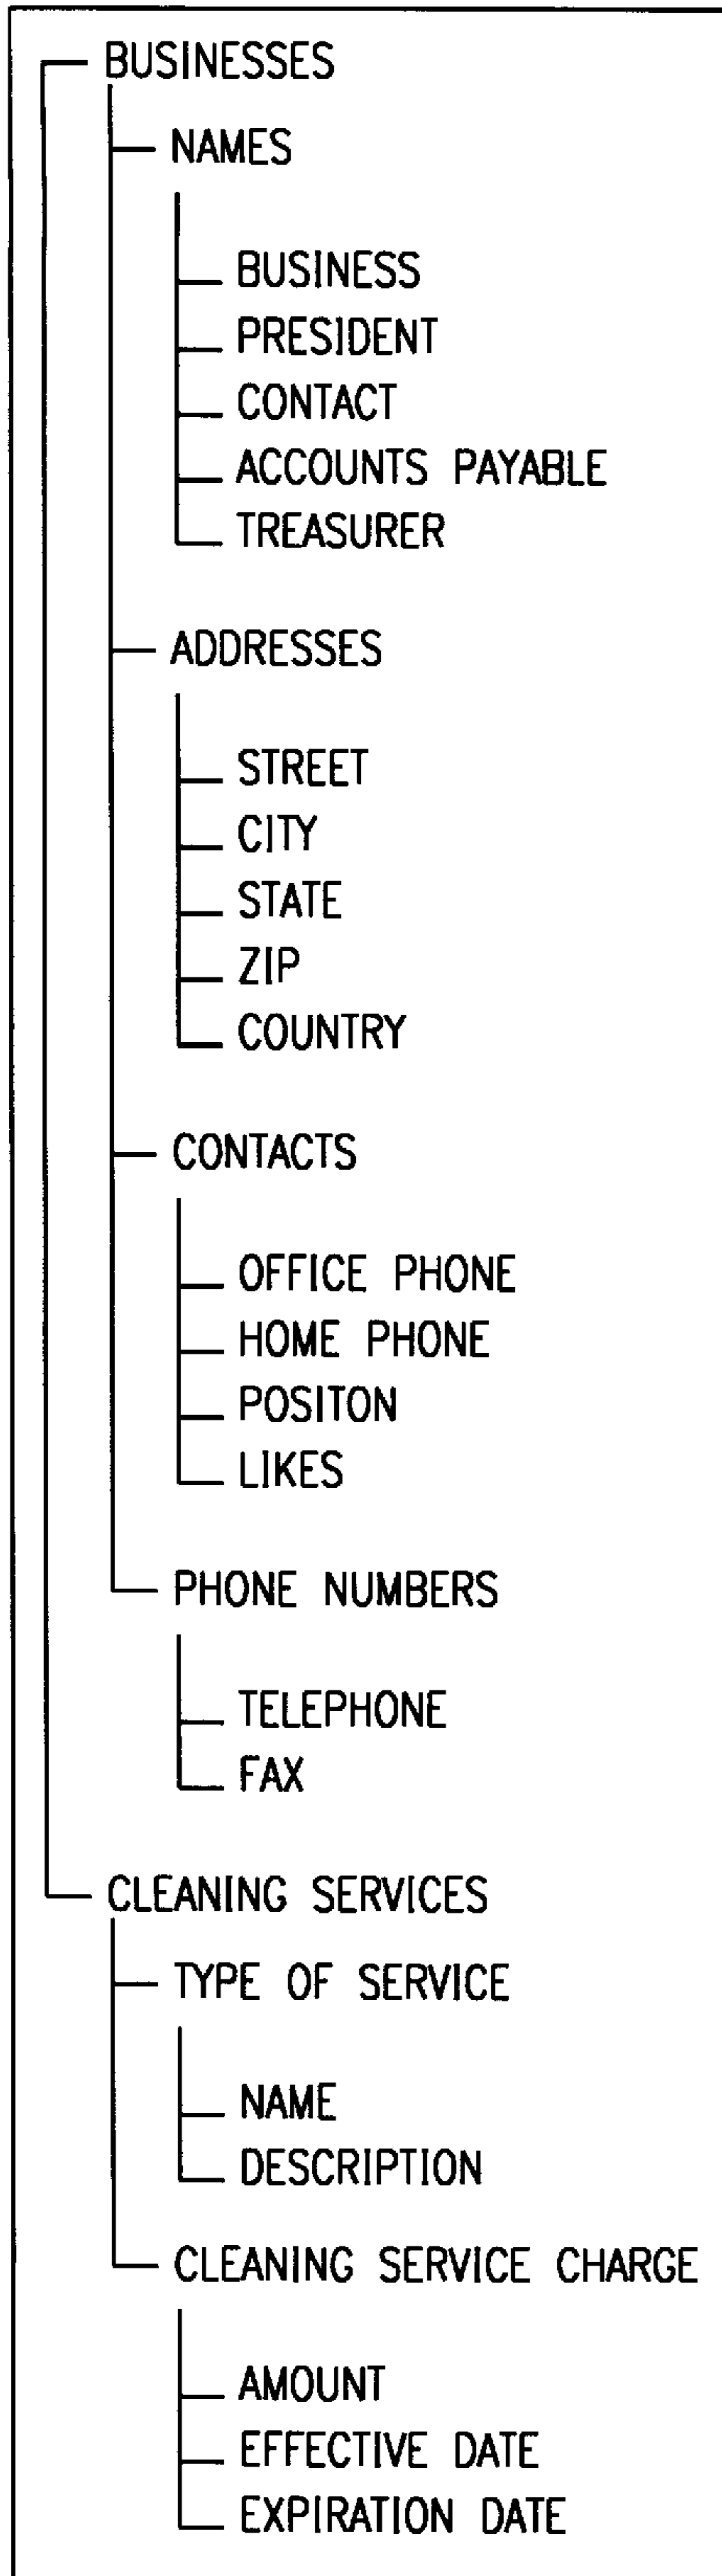 BUSINESSES
NAMES
BUSINESS
PRESIDENT
CONTACT
ACCOUNTS PAYABLE
TREASURER
ADDRESSES
STREET
CITY
STATE
ZIP
COUNTRY
CONTACTS
OFFICE PHONE
HOME PHONE
POSITON
LIKES
PHONE NUMBERS
TELEPHONE
FAX
CLEANING SERVICES
TYPE OF SERVICE
NAME
DESCRIPTION
CLEANING SERVICE CHARGE
AMOUNT
EFFECTIVE DATE
EXPIRATION DATE